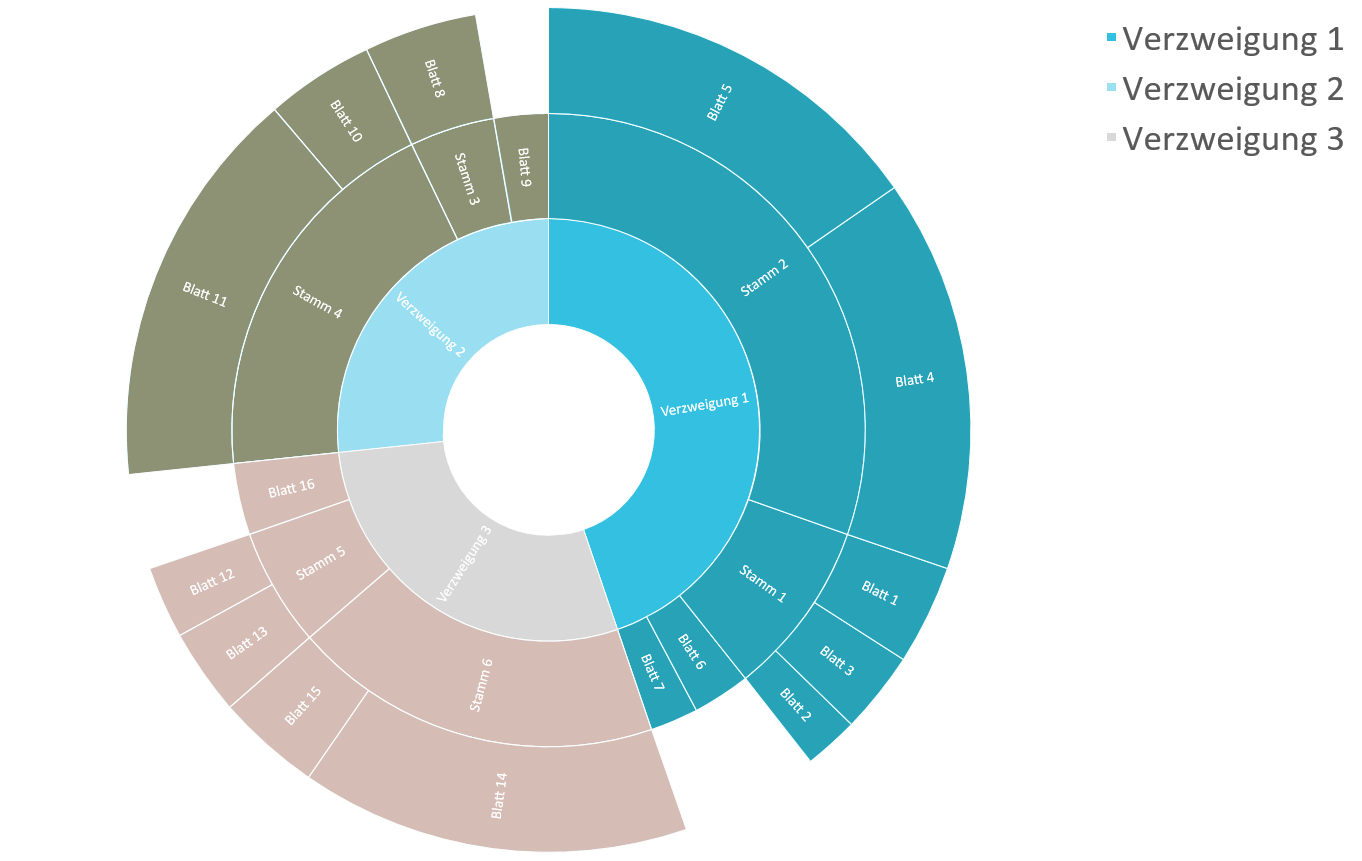 Verzweigung 1
Verzweigung 2
Verzweigung 3
Blatt 5
Blatt 4
Stamm 2
Verzweigung 1
Stamm 1
Blatt 1
Blatt 3
Blatt 2
Blatt 6
Blatt 7
Verzweigung 3
Stamm 6
Blatt 14
Blatt 15
Stamm 5
Blatt 13
Blatt 12
Blatt 16
Verzweigung 2
Stamm 4
Blatt 11
Blatt 10
Stamm 3
Blatt 8
Blatt 9